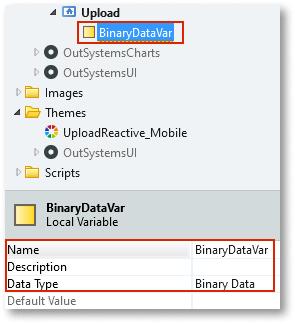 Upload
BinaryDataVar
OutSystemsCharts
OutSystemsUI
Images
Themes
UploadReactive_Mobile
OutSystemsUI
Scripts
BinaryDataVar
Local Variable
Name BinaryDataVar
Description
Data Type Binary Data
Default Value